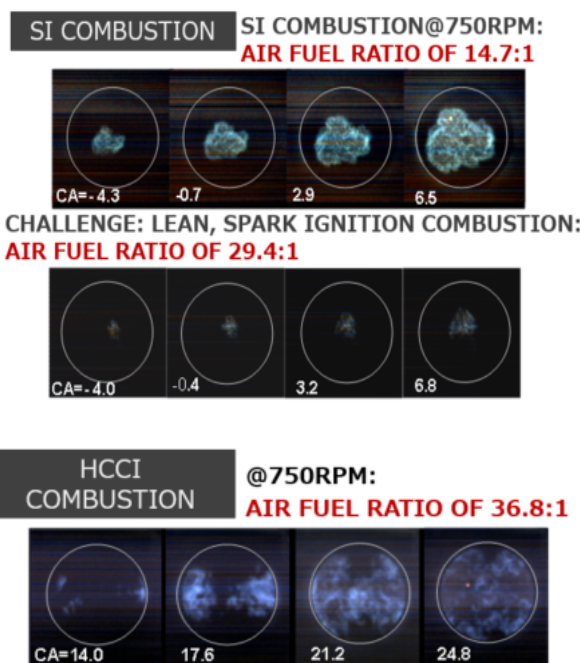 SI COMBUSTION
SI COMBUSTION@750RPM:
AIR FUEL RATIO OF 14.7:1
CA=-4.3
-0.7
2.9
6.5
CHALLENGE: LEAN, SPARK IGNITION COMBUSTION:
AIR FUEL RATIO OF 29.4:1
CA=-4.0
-0.4
3.2
6.8
HCCI
COMBUSTION
@750RPM:
AIR FUEL RATIO OF 36.8:1
CA=14.0
17.6
21.2
24.8